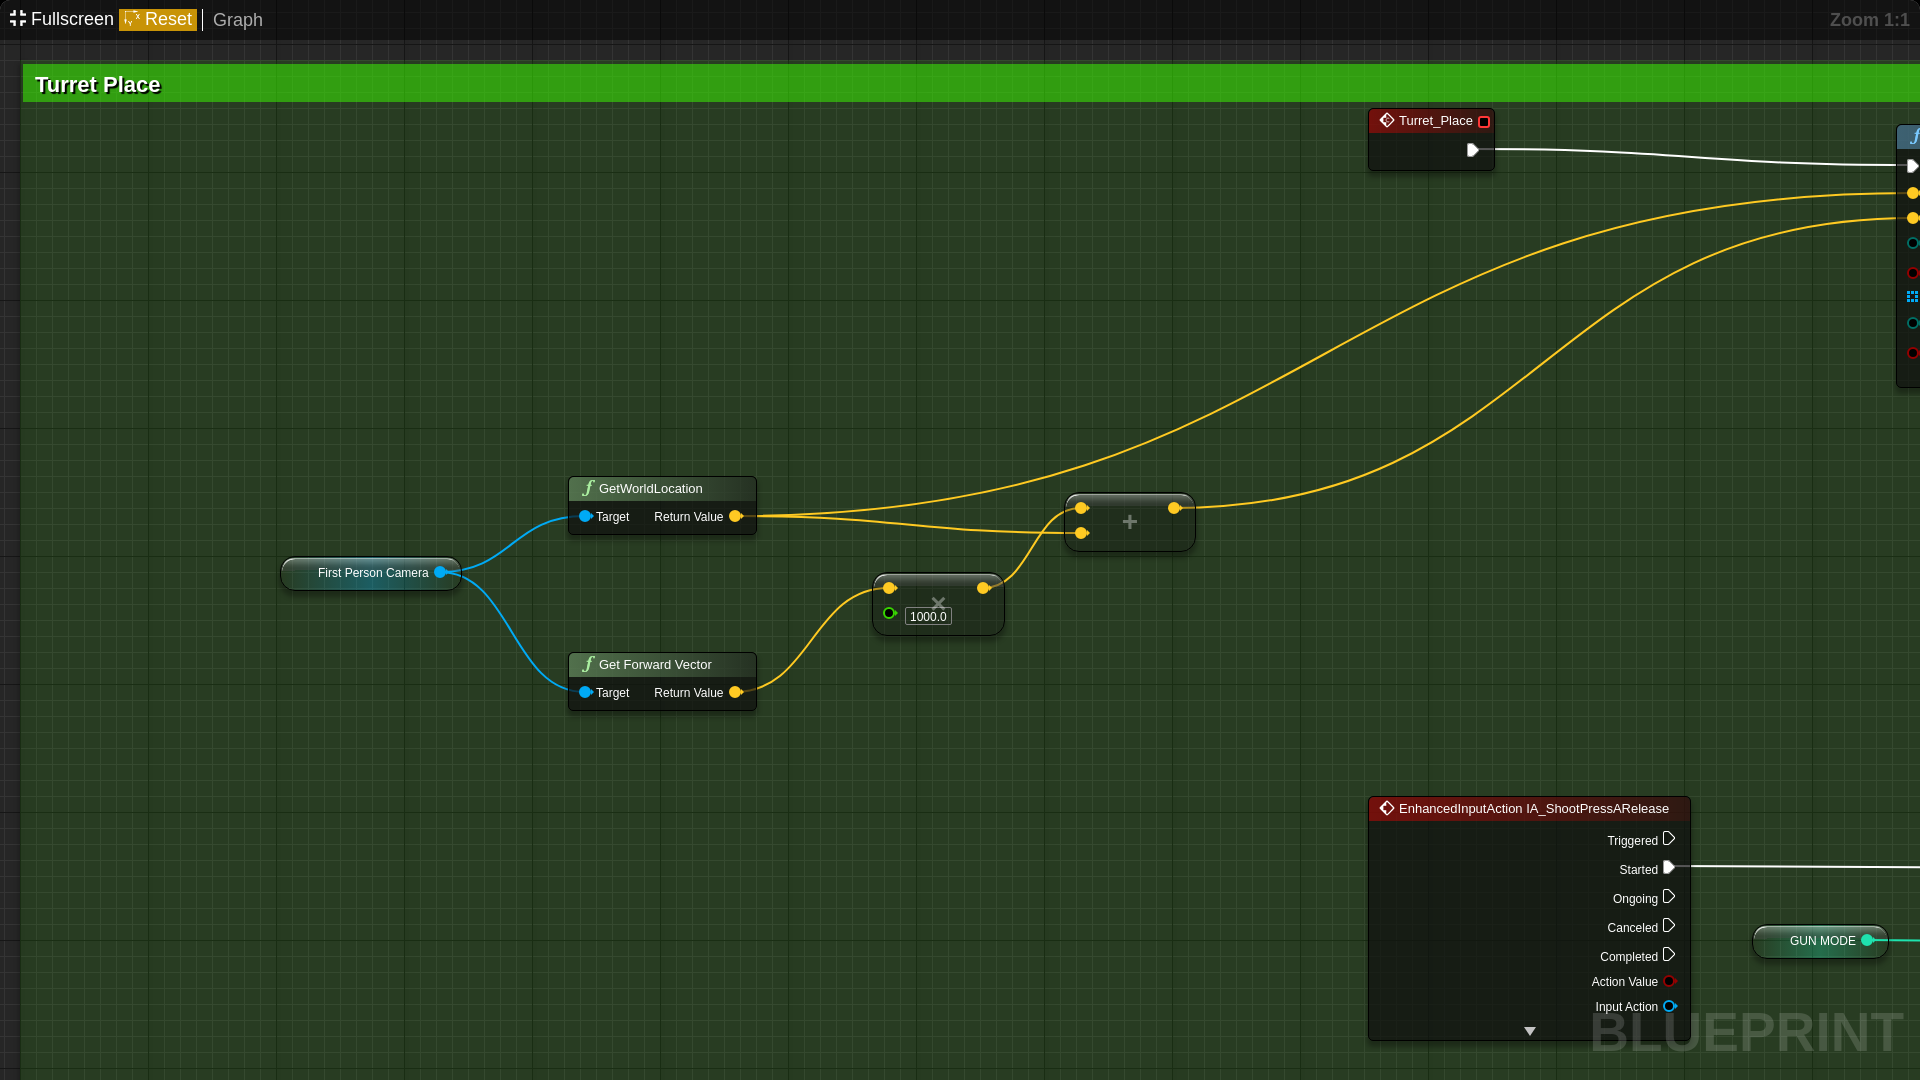 Fullscreen Reset Graph Zoom 1:1
Turret Place
Turret_Place
f
f GetWorldLocation
Target Return Value
+
First Person Camera
×
1000.0
f Get Forward Vector
Target Return Value
EnhancedInputAction IA_ShootPressARelease
Triggered
Started
Ongoing
Canceled
Completed
Action Value
Input Action
GUN MODE
BLUEPRINT